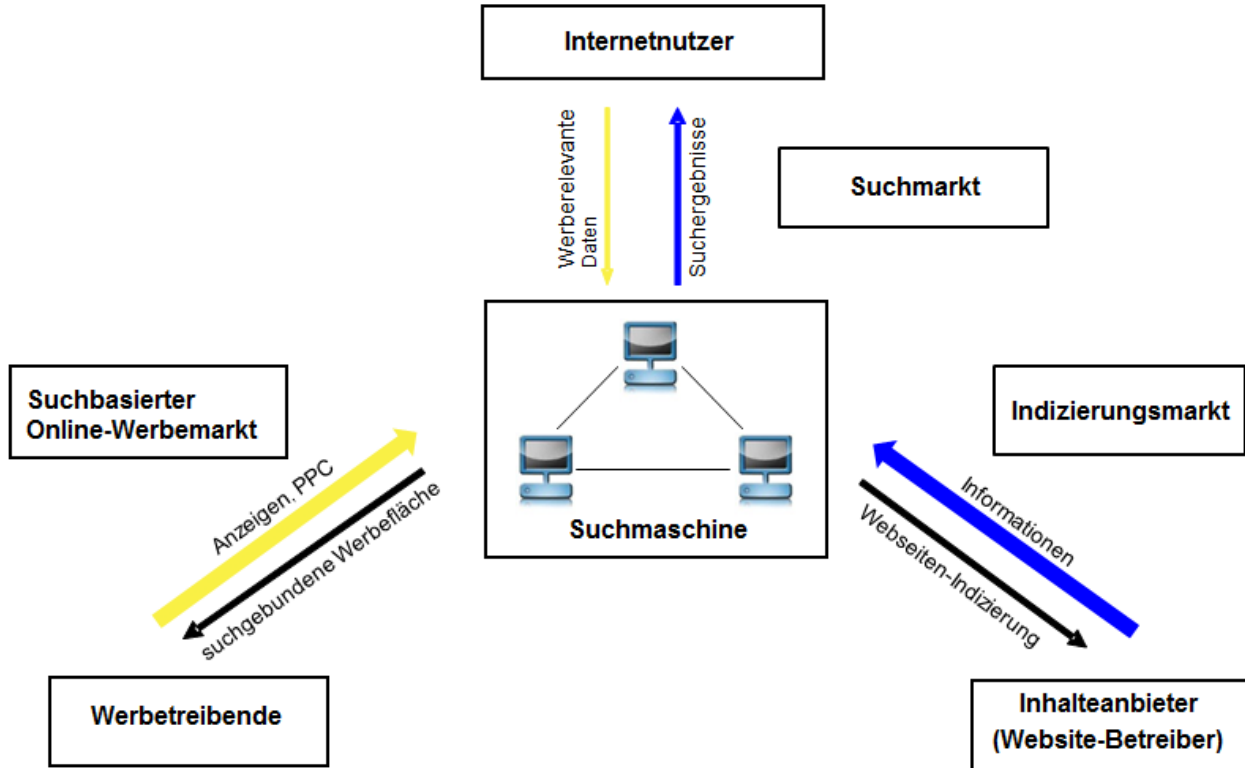 Internetnutzer
Werberelevante
Daten
Suchergebnisse
Suchmarkt
Suchbasierter
Online-Werbemarkt
Indizierungsmarkt
Anzeigen, PPC
suchgebundene Werbefläche
Suchmaschine
Informationen
Webseiten-Indizierung
Werbetreibende
Inhalteanbieter
(Website-Betreiber)